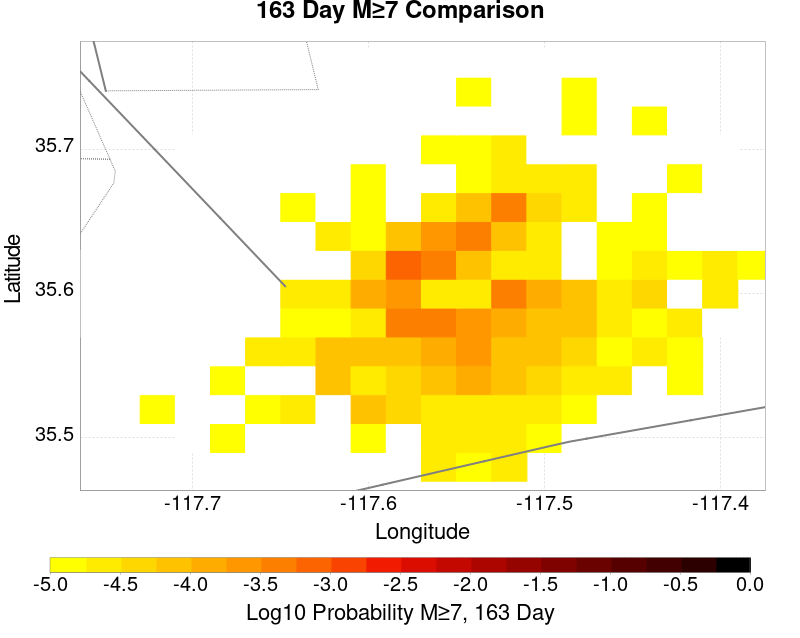 163 Day M≥7 Comparison
35.7
35.6
35.5
Latitude
-117.7 -117.6 -117.5 -117.4
Longitude
-5.0 -4.5 -4.0 -3.5 -3.0 -2.5 -2.0 -1.5 -1.0 -0.5 0.0
Log10 Probability M≥7, 163 Day